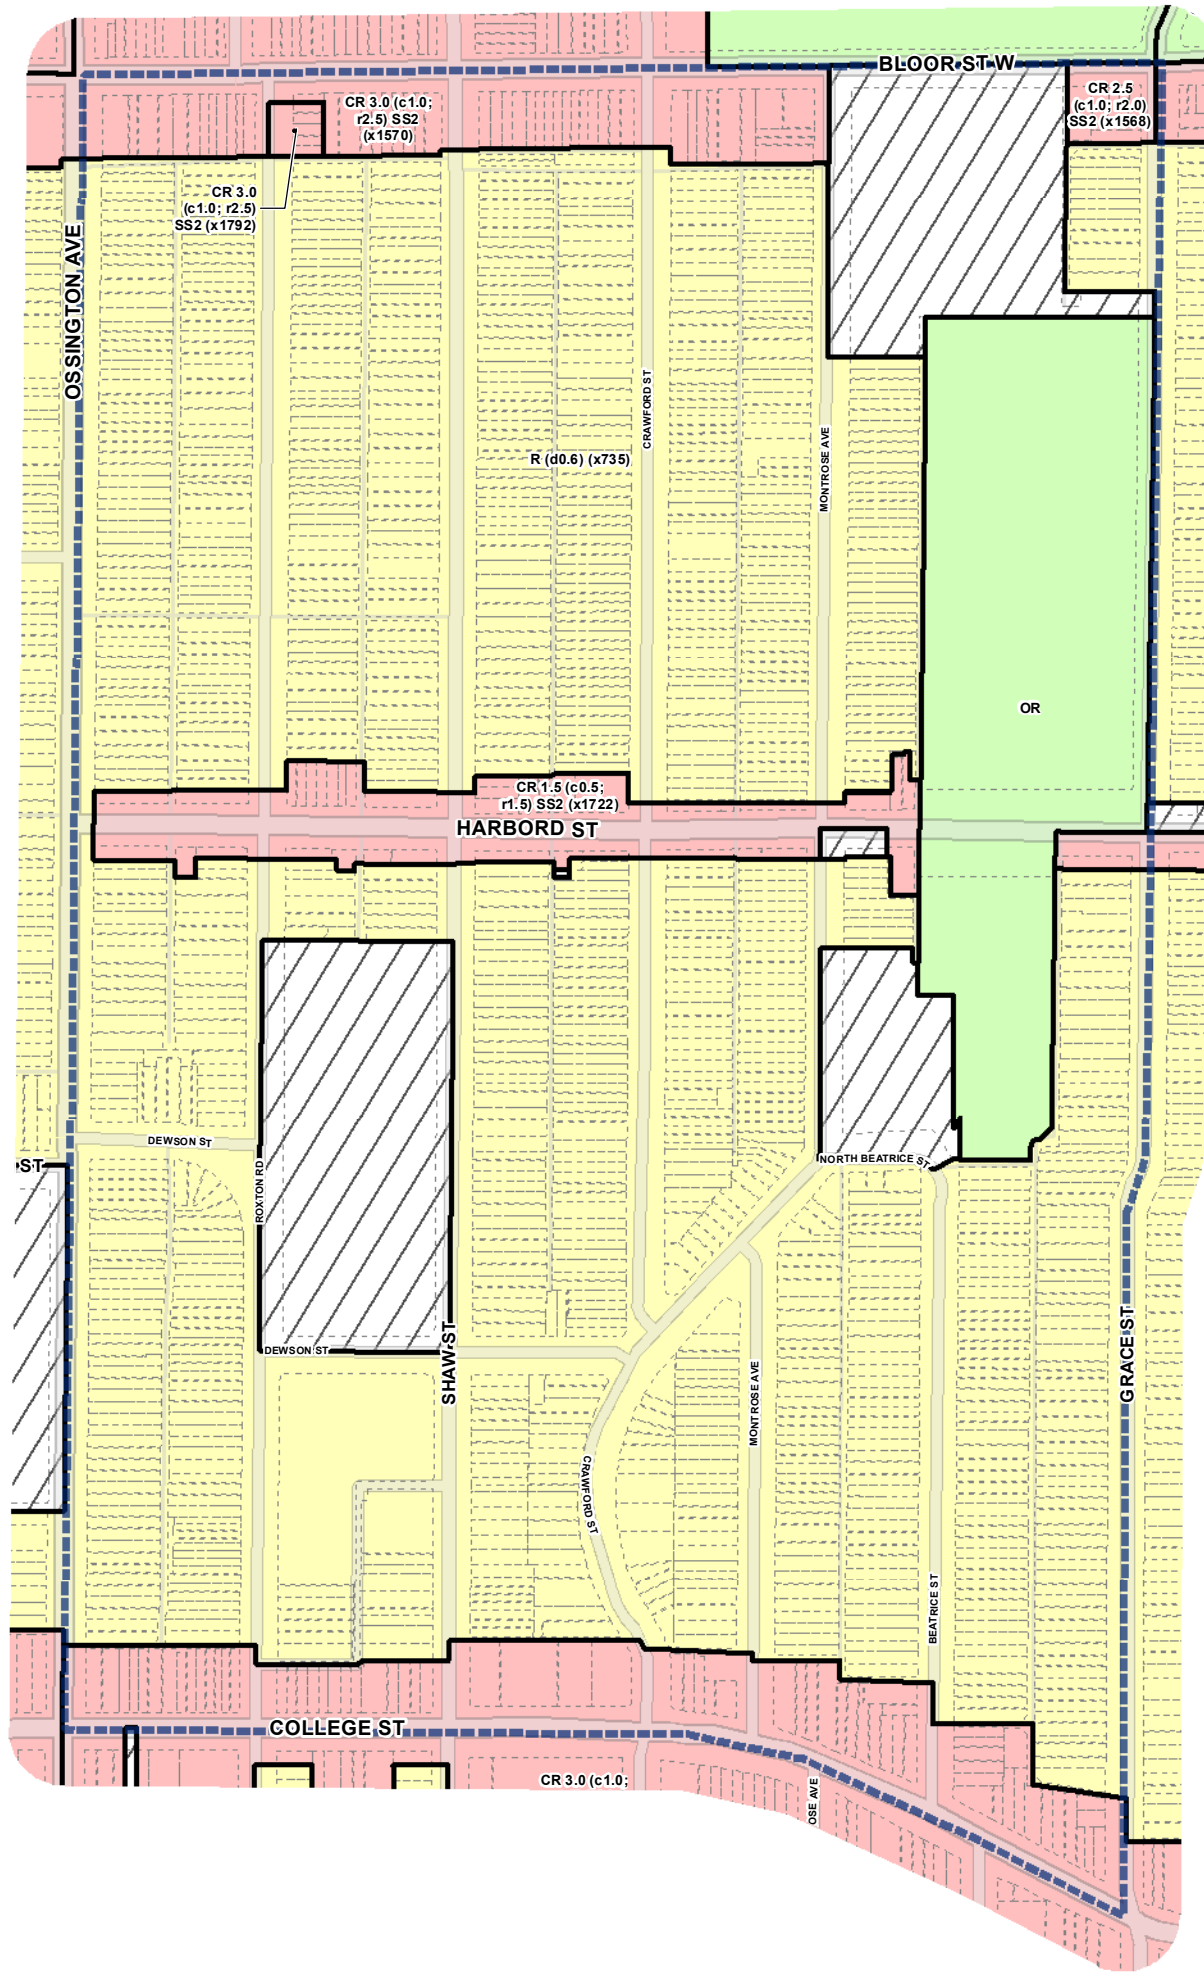 BLOOR ST W
CR 2.5
(c1.0; r2.0)
SS2 (x1568)
CR 3.0 (c1.0;
r2.5) SS2
(x1570)
CR 3.0
(c1.0; r2.5)
SS2 (x1792)
OSSINGTON AVE
CRAWFORD ST
MONTROSE AVE
R (d0.6) (x735)
OR
CR 1.5 (c0.5;
r1.5) SS2 (x1722)
HARBORD ST
DEWSON ST
ST
ROXTON RD
NORTH BEATRICE ST
DEWSON ST
SHAW ST
GRACE ST
MONTROSE AVE
CRAWFORD ST
BEATRICE ST
COLLEGE ST
CR 3.0 (c1.0;
OSE AVE